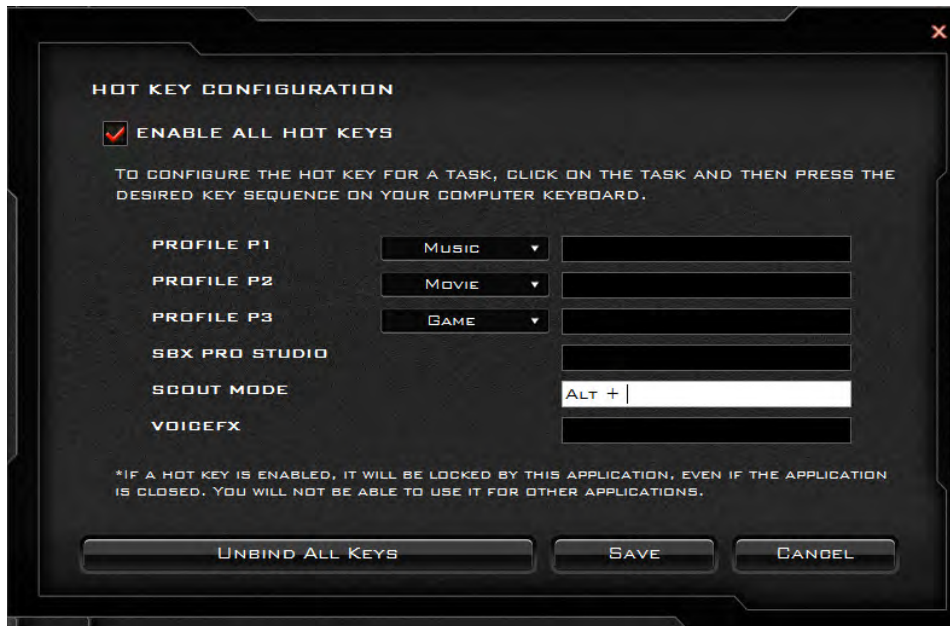 HOT KEY CONFIGURATION
ENABLE ALL HOT KEYS
TO CONFIGURE THE HOT KEY FOR A TASK, CLICK ON THE TASK AND THEN PRESS THE
DESIRED KEY SEQUENCE ON YOUR COMPUTER KEYBOARD.
PROFILE P1 MUSIC
PROFILE P2 MOVIE
PROFILE P3 GAME
SBX PRO STUDIO
SCOUT MODE ALT +
VOICEFX
*IF A HOT KEY IS ENABLED, IT WILL BE LOCKED BY THIS APPLICATION, EVEN IF THE APPLICATION
IS CLOSED. YOU WILL NOT BE ABLE TO USE IT FOR OTHER APPLICATIONS.
UNBIND ALL KEYS SAVE CANCEL